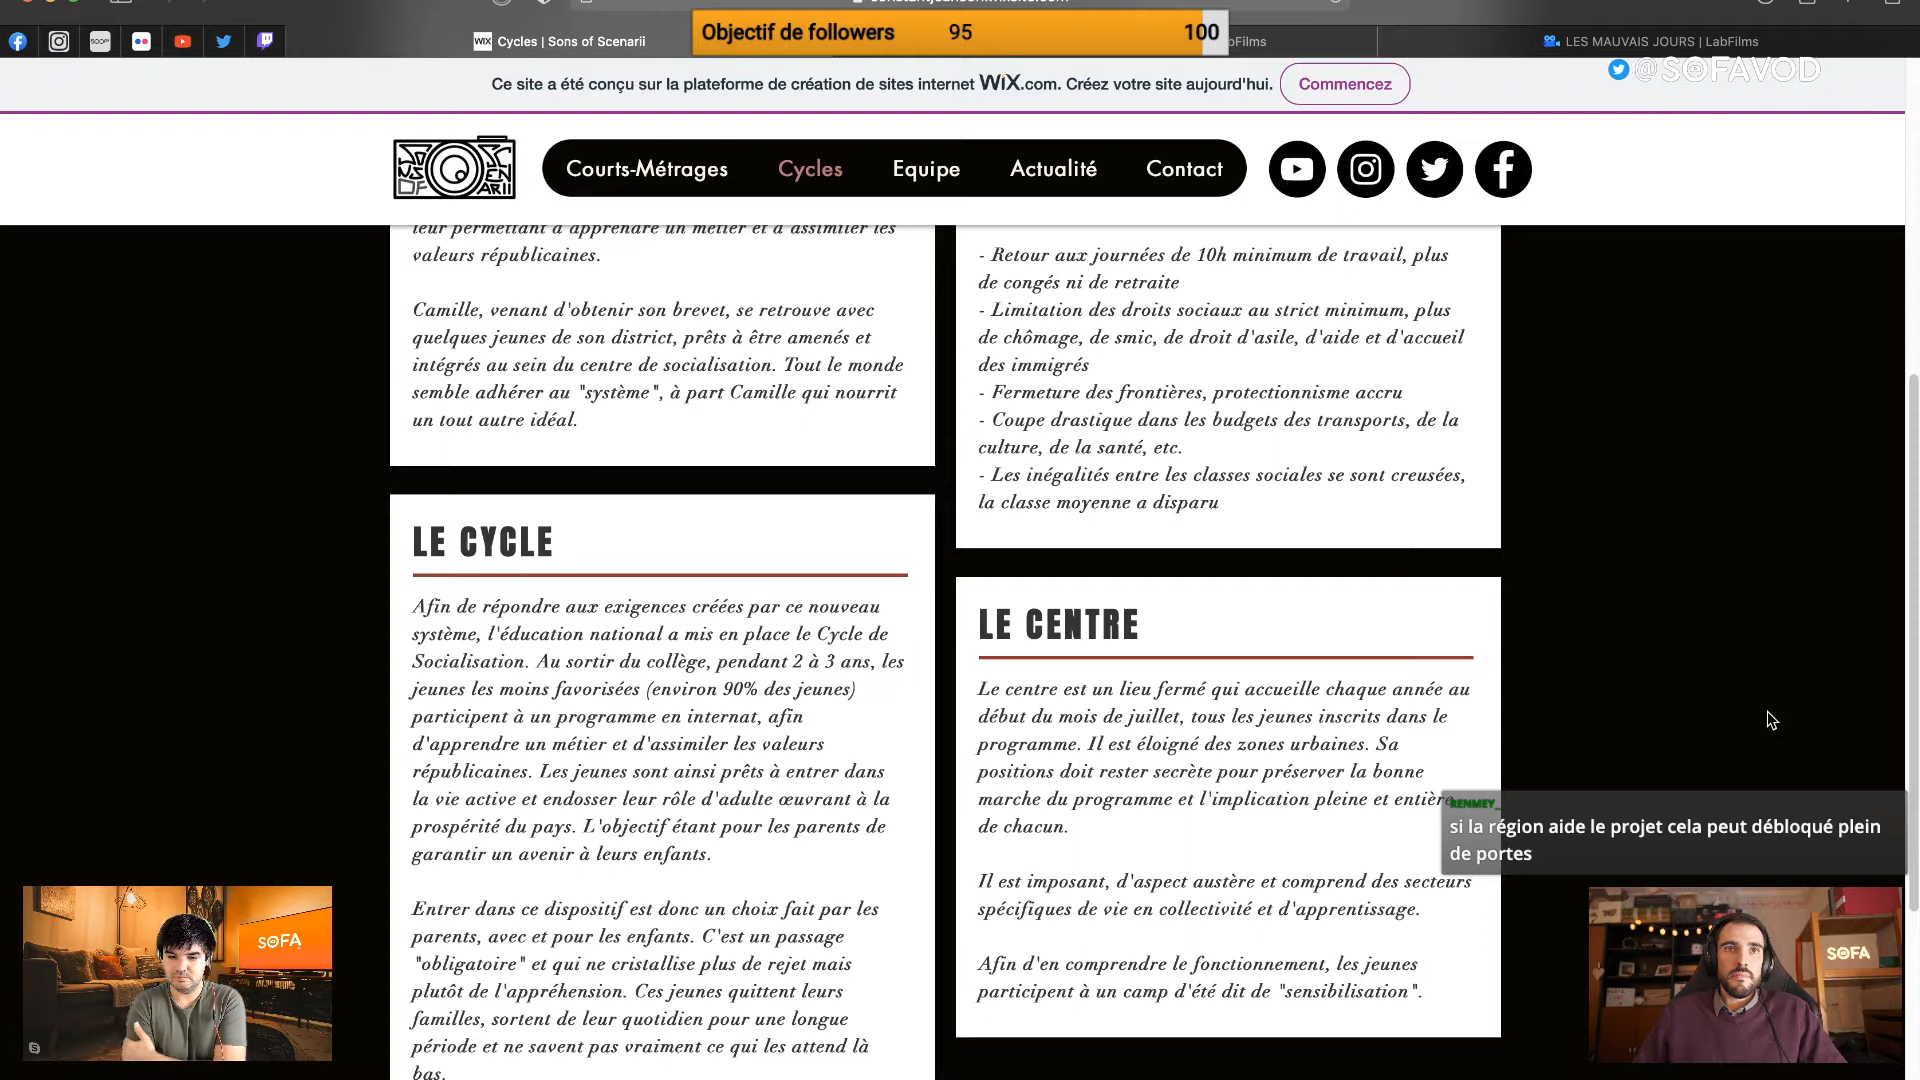 Objectif de followers 95 100
Cycles | Sons of Scenarii
LES MAUVAIS JOURS | LabFilms
Ce site a été conçu sur la plateforme de création de sites internet WiX.com. Créez votre site aujourd'hui.
Commencez
@SOFAVOD
Courts-Métrages
Cycles
Equipe
Actualité
Contact
leur permettant à apprendre un métier et à assimiler les
valeurs républicaines.
Camille, venant d'obtenir son brevet, se retrouve avec
quelques jeunes de son district, prêts à être amenés et
intégrés au sein du centre de socialisation. Tout le monde
semble adhérer au "système", à part Camille qui nourrit
un tout autre idéal.
- Retour aux journées de 10h minimum de travail, plus
de congés ni de retraite
- Limitation des droits sociaux au strict minimum, plus
de chômage, de smic, de droit d'asile, d'aide et d'accueil
des immigrés
- Fermeture des frontières, protectionnisme accru
- Coupe drastique dans les budgets des transports, de la
culture, de la santé, etc.
- Les inégalités entre les classes sociales se sont creusées,
la classe moyenne a disparu
LE CYCLE
Afin de répondre aux exigences créées par ce nouveau
système, l'éducation national a mis en place le Cycle de
Socialisation. Au sortir du collège, pendant 2 à 3 ans, les
jeunes les moins favorisées (environ 90% des jeunes)
participent à un programme en internat, afin
d'apprendre un métier et d'assimiler les valeurs
républicaines. Les jeunes sont ainsi prêts à entrer dans
la vie active et endosser leur rôle d'adulte œuvrant à la
prospérité du pays. L'objectif étant pour les parents de
garantir un avenir à leurs enfants.
Entrer dans ce dispositif est donc un choix fait par les
parents, avec et pour les enfants. C'est un passage
"obligatoire" et qui ne cristallise plus de rejet mais
plutôt de l'appréhension. Ces jeunes quittent leurs
familles, sortent de leur quotidien pour une longue
période et ne savent pas vraiment ce qui les attend là
bas.
LE CENTRE
Le centre est un lieu fermé qui accueille chaque année au
début du mois de juillet, tous les jeunes inscrits dans le
programme. Il est éloigné des zones urbaines. Sa
positions doit rester secrète pour préserver la bonne
marche du programme et l'implication pleine et entière
de chacun.
Il est imposant, d'aspect austère et comprend des secteurs
spécifiques de vie en collectivité et d'apprentissage.
Afin d'en comprendre le fonctionnement, les jeunes
participent à un camp d'été dit de "sensibilisation".
RENMEY_
si la région aide le projet cela peut débloqué plein
de portes
SOFA
SOFA